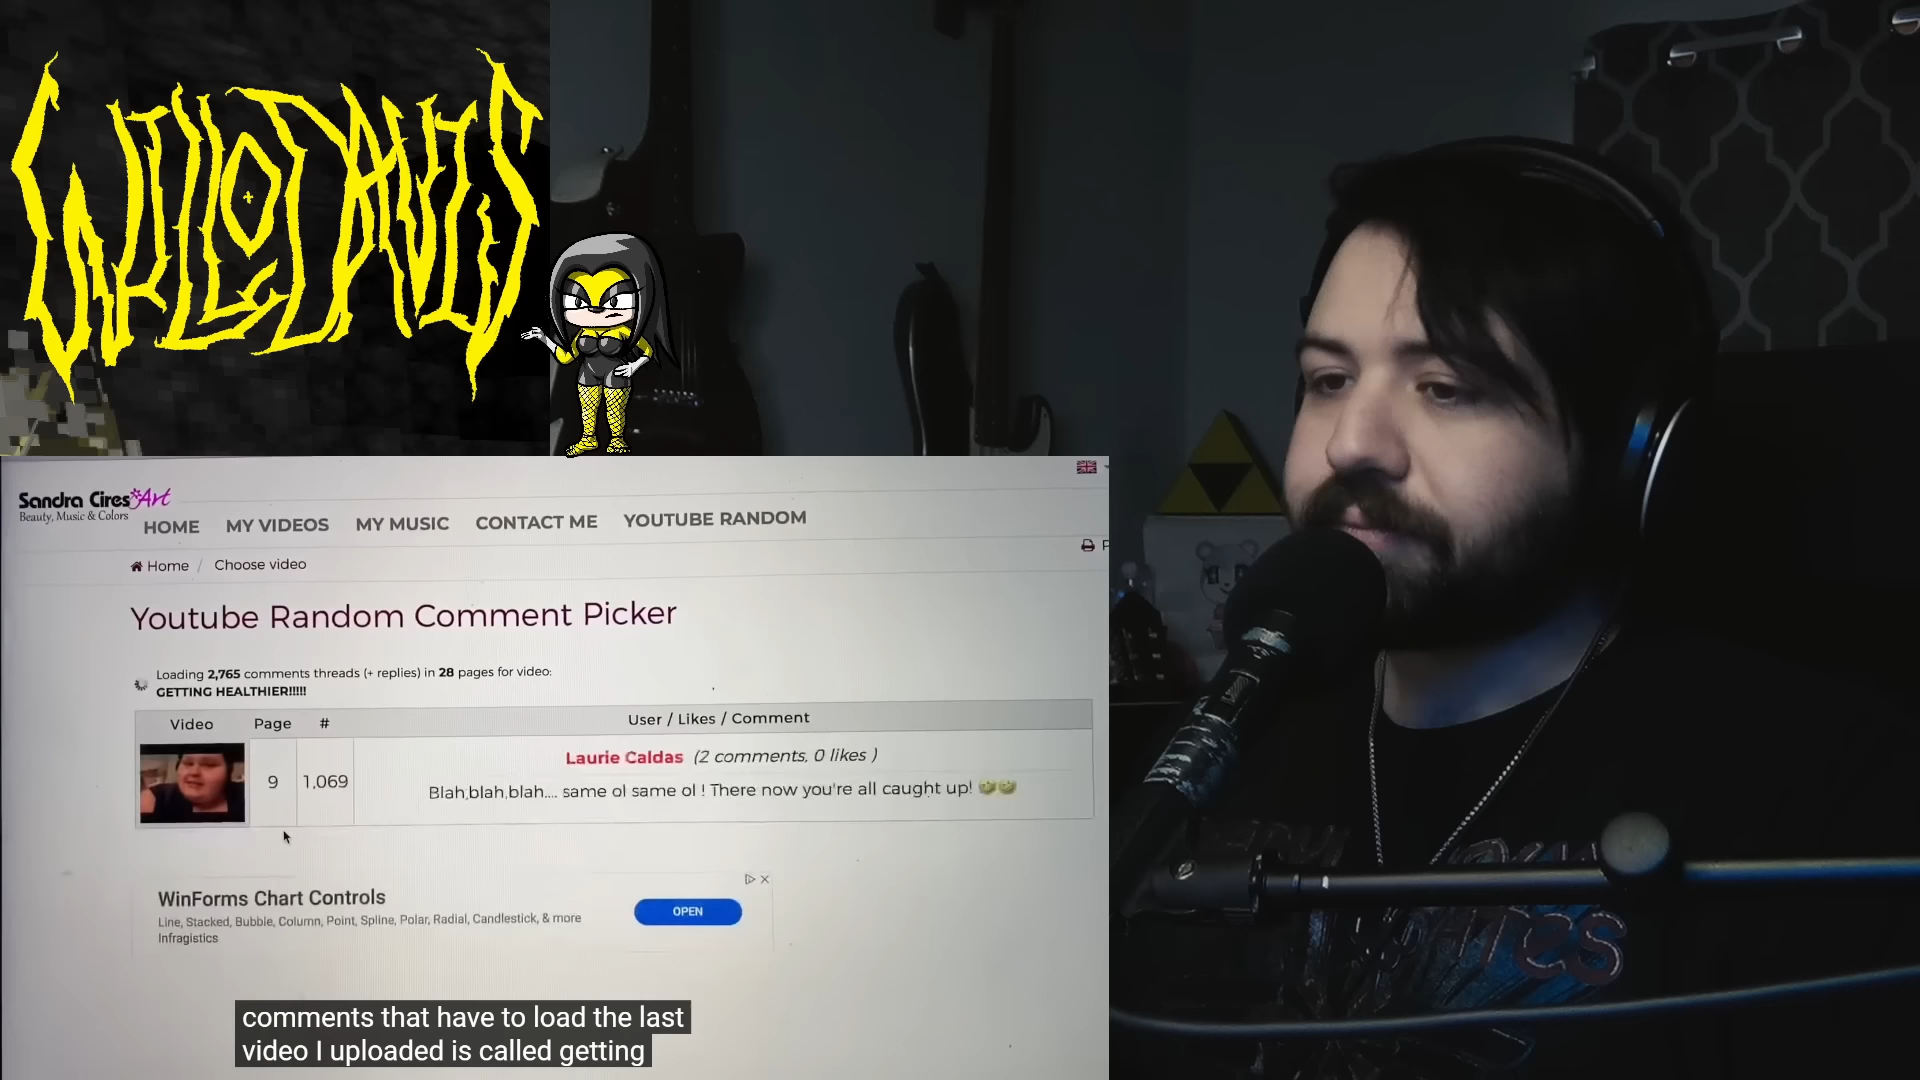 WILLO DAVIS
Sandra Cires Art
Beauty, Music & Colors
HOME MY VIDEOS MY MUSIC CONTACT ME YOUTUBE RANDOM
P
Home / Choose video
Youtube Random Comment Picker
Loading 2,765 comments threads (+ replies) in 28 pages for video:
GETTING HEALTHIER!!!!!
Video Page # User / Likes / Comment
Laurie Caldas (2 comments, 0 likes )
9 1,069
Blah,blah,blah.... same ol same ol ! There now you're all caught up!
WinForms Chart Controls
Line, Stacked, Bubble, Column, Point, Spline, Polar, Radial, Candlestick, & more
Infragistics
OPEN
comments that have to load the last
video I uploaded is called getting